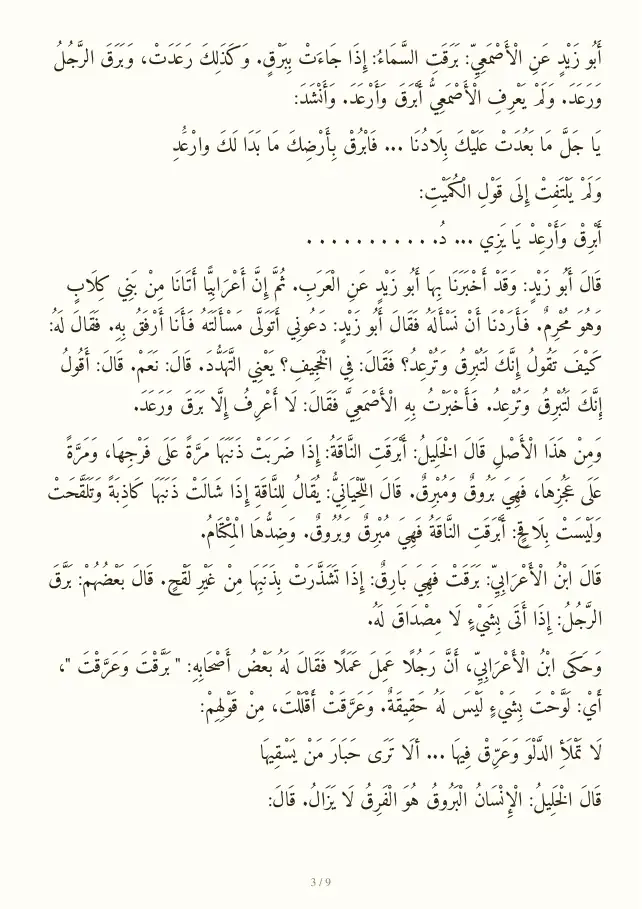 أَبُو زَيْدٍ عَنِ الْأَصْمَعِيِّ: بَرَقَتِ السَّمَاءُ: إِذَا جَاءَتْ بِبَرْقٍ. وَكَذَلِكَ رَعَدَتْ، وَبَرَقَ الرَّجُلُ
وَرَعَدَ. وَلَمْ يَعْرِفِ الْأَصْمَعِيُّ أَبْرَقَ وَأَرْعَدَ. وَأَنْشَدَ:
يَا جَلَّ مَا بَعُدَتْ عَلَيْكَ بِلَادُنَا ... فَابْرُقْ بِأَرْضِكَ مَا بَدَا لَكَ وارْعُدِ
وَلَمْ يَلْتَفِتْ إِلَى قَوْلِ الْكُمَيْتِ:
أَبْرِقْ وَأَرْعِدْ يَا يَزِي ... دُ. . . . . . . . . . . .
قَالَ أَبُو زَيْدٍ: وَقَدْ أَخْبَرَنَا بِهَا أَبُو زَيْدٍ عَنِ الْعَرَبِ. ثُمَّ إِنَّ أَعْرَابِيًّا أَتَانَا مِنْ بَنِي كِلَابٍ
وَهُوَ مُحْرِمٌ. فَأَرَدْنَا أَنْ نَسْأَلَهُ فَقَالَ أَبُو زَيْدٍ: دَعُونِي أَتَوَلَّى مَسْأَلَتَهُ فَأَنَا أَرْفَقُ بِهِ. فَقَالَ لَهُ:
كَيْفَ تَقُولُ إِنَّكَ لَتُبْرِقُ وَتُرْعِدُ؟ فَقَالَ: فِي الْخَجِيفِ؟ يَعْنِي التَّهَدُّدَ. قَالَ: نَعَمْ. قَالَ: أَقُولُ
إِنَّكَ لَتُبْرِقُ وَتُرْعِدُ. فَأَخْبَرْتُ بِهِ الْأَصْمَعِيَّ فَقَالَ: لَا أَعْرِفُ إِلَّا بَرَقَ وَرَعَدَ.
وَمِنْ هَذَا الْأَصْلِ قَالَ الْخَلِيلُ: أَبْرَقَتِ النَّاقَةُ: إِذَا ضَرَبَتْ ذَنَبَهَا مَرَّةً عَلَى فَرْجِهَا، وَمَرَّةً
عَلَى عَجُزِهَا، فَهِيَ بَرُوقٌ وَمُبْرِقٌ. قَالَ اللِّحْيَانِيُّ: يُقَالُ لِلنَّاقَةِ إِذَا شَالَتْ ذَنَبَهَا كَاذِبَةً وَتَلَقَّحَتْ
وَلَيْسَتْ بِلَاقِحٍ: أَبْرَقَتِ النَّاقَةُ فَهِيَ مُبْرِقٌ وَبَرُوقٌ. وَضِدُّهَا الْمِكْتَامُ.
قَالَ ابْنُ الْأَعْرَابِيِّ: بَرَقَتْ فَهِيَ بَارِقٌ: إِذَا تَشَذَّرَتْ بِذَنَبِهَا مِنْ غَيْرِ لَقْحٍ. قَالَ بَعْضُهُمْ: بَرَّقَ
الرَّجُلُ: إِذَا أَتَى بِشَيْءٍ لَا مِصْدَاقَ لَهُ.
وَحَكَى ابْنُ الْأَعْرَابِيِّ، أَنَّ رَجُلًا عَمِلَ عَمَلًا فَقَالَ لَهُ بَعْضُ أَصْحَابِهِ: " بَرَّقْتَ وَعَرَّقْتَ "،
أَيْ: لَوَّحْتَ بِشَيْءٍ لَيْسَ لَهُ حَقِيقَةٌ. وَعَرَّقَتْ أَقْلَلَتْ، مِنْ قَوْلِهِمْ:
لَا تَمْلَأِ الدَّلْوَ وَعَرِّقْ فِيهَا ... أَلَا تَرَى حَبَارَ مَنْ يَسْقِيهَا
قَالَ الْخَلِيلُ: الْإِنْسَانُ الْبَرُوقُ هُوَ الْفَرِقُ لَا يَزَالُ. قَالَ:
3 / 9